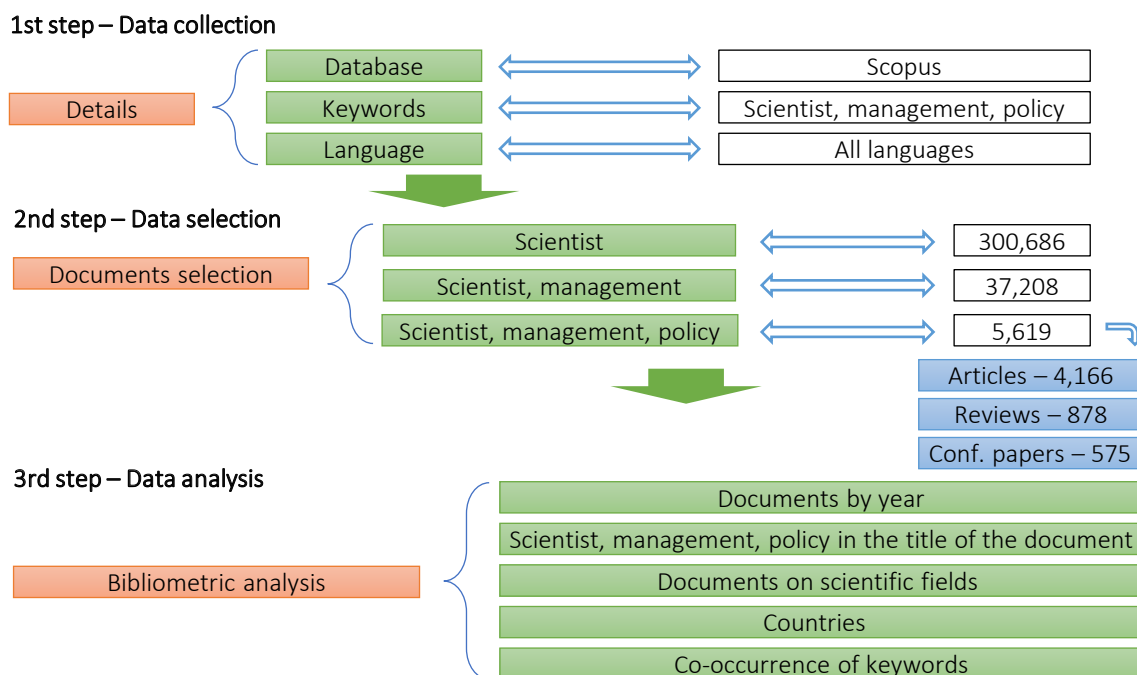 1st step – Data collection
Database
Scopus
Details
Keywords
Scientist, management, policy
Language
All languages
2nd step – Data selection
Scientist
300,686
Documents selection
Scientist, management
37,208
Scientist, management, policy
5,619
Articles – 4,166
Reviews – 878
Conf. papers – 575
3rd step – Data analysis
Documents by year
Scientist, management, policy in the title of the document
Bibliometric analysis
Documents on scientific fields
Countries
Co-occurrence of keywords